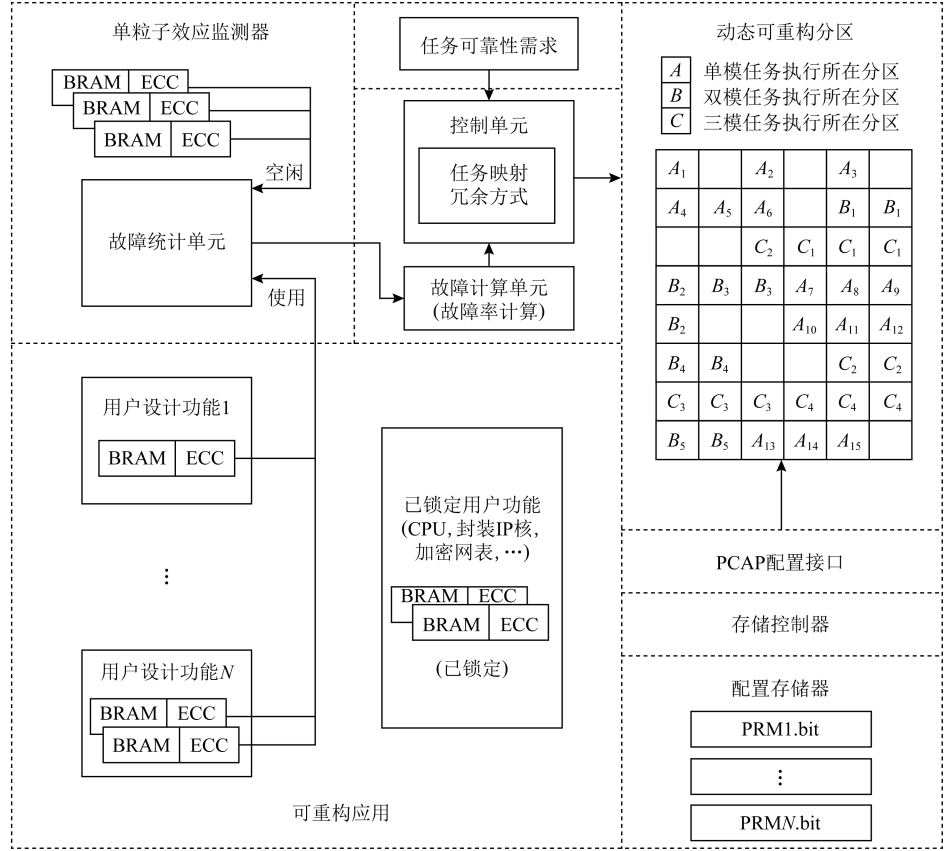 单粒子效应监测器
BRAM ECC
BRAM ECC
BRAM ECC
空闲
故障统计单元
使用
任务可靠性需求
控制单元
任务映射
冗余方式
故障计算单元
(故障率计算)
动态可重构分区
A 单模任务执行所在分区
B 双模任务执行所在分区
C 三模任务执行所在分区
A1 A2 A3
A4 A5 A6 B1 B1
C2 C1 C1 C1
B2 B3 B3 A7 A8 A9
B2 A10 A11 A12
B4 B4 C2 C2
C3 C3 C3 C4 C4 C4
B5 B5 A13 A14 A15
用户设计功能1
BRAM ECC
⋮
用户设计功能N
BRAM ECC
BRAM ECC
已锁定用户功能
(CPU, 封装IP核,
加密网表, …)
BRAM ECC
BRAM ECC
(已锁定)
可重构应用
PCAP配置接口
存储控制器
配置存储器
PRM1.bit
⋮
PRMN.bit